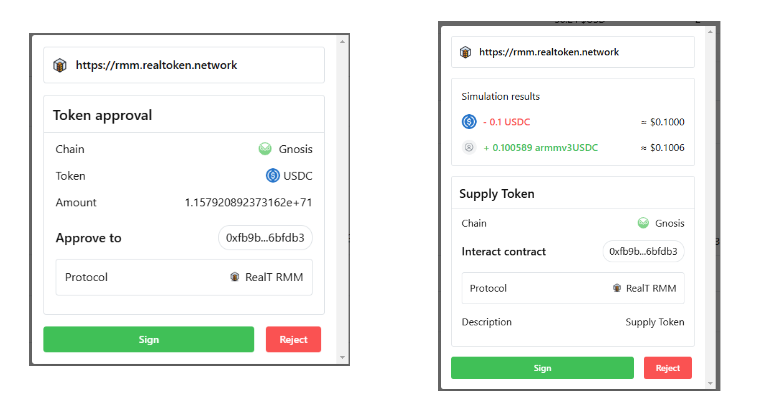 https://rmm.realtoken.network
Token approval
Chain Gnosis
Token USDC
Amount 1.157920892373162e+71
Approve to 0xfb9b...6bfdb3
Protocol RealT RMM
Sign Reject
https://rmm.realtoken.network
Simulation results
- 0.1 USDC ≈ $0.1000
+ 0.100589 armmv3USDC ≈ $0.1006
Supply Token
Chain Gnosis
Interact contract 0xfb9b...6bfdb3
Protocol RealT RMM
Description Supply Token
Sign Reject